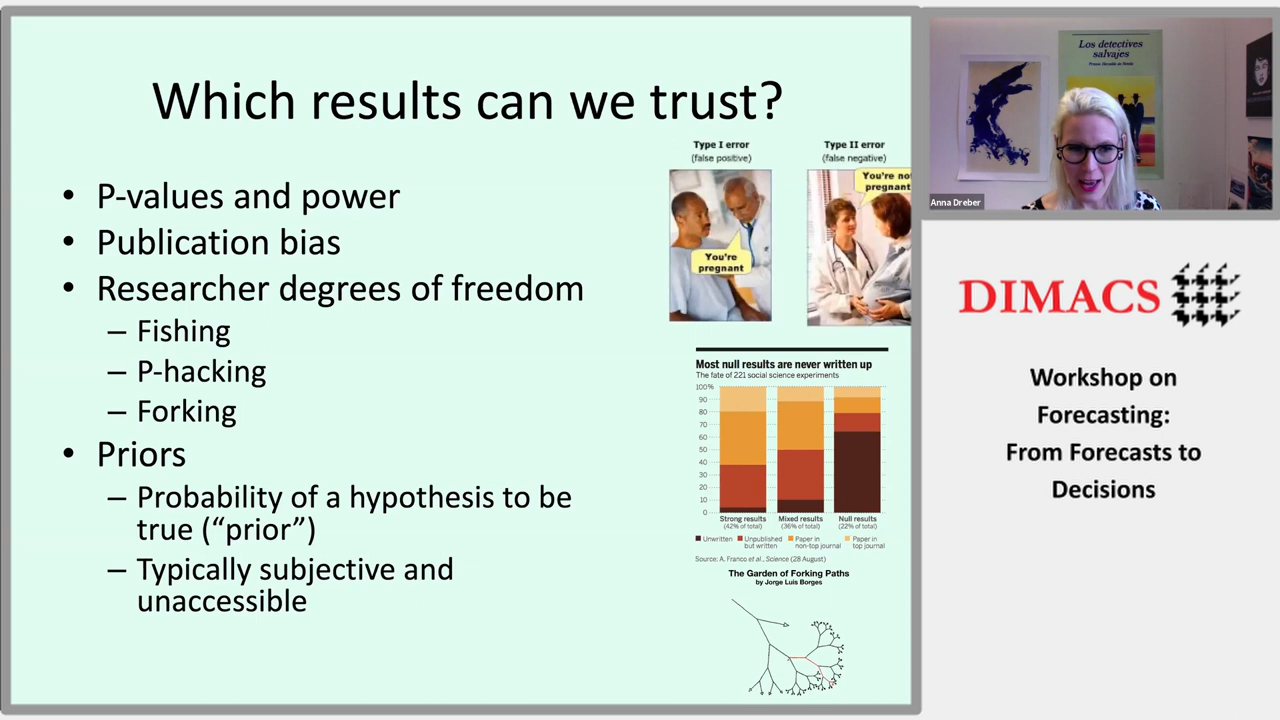 Which results can we trust?
• P-values and power
• Publication bias
• Researcher degrees of freedom
– Fishing
– P-hacking
– Forking
• Priors
– Probability of a hypothesis to be
true (“prior”)
– Typically subjective and
unaccessible
Type I error
(false positive)
You're
pregnant
Type II error
(false negative)
You're not
pregnant
Most null results are never written up
The fate of 221 social science experiments
100%
90
80
70
60
50
40
30
20
10
0
Strong results
(42% of total)
Mixed results
(36% of total)
Null results
(22% of total)
Unwritten
Unpublished
but written
Paper in
non-top journal
Paper in
top journal
Source: A. Franco et al., Science (28 August)
The Garden of Forking Paths
by Jorge Luis Borges
Los detectives
salvajes
Anna Dreber
DIMACS
Workshop on
Forecasting:
From Forecasts to
Decisions